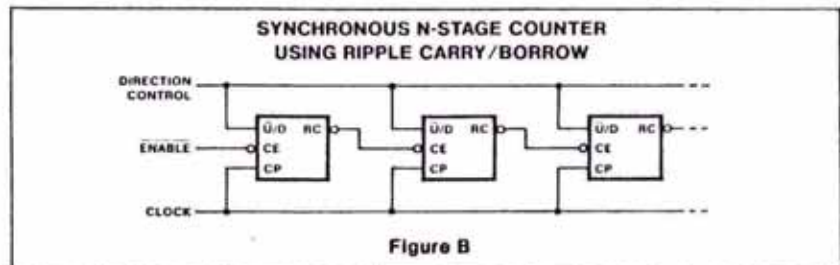 SYNCHRONOUS N-STAGE COUNTER
USING RIPPLE CARRY/BORROW
DIRECTION
CONTROL
Ū/D RC
Ū/D RC
Ū/D RC
E̅N̅A̅B̅L̅E̅
CE
CE
CE
CP
CP
CP
CLOCK
Figure B